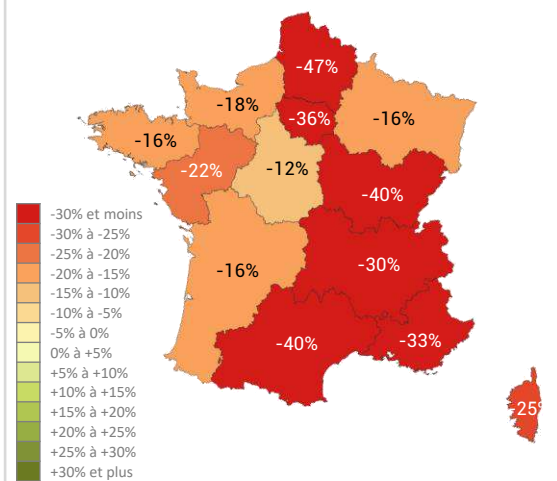 -47%
-18%
-36%
-16%
-16%
-22%
-12%
-40%
-16%
-30%
-40%
-33%
-25%
-30% et moins
-30% à -25%
-25% à -20%
-20% à -15%
-15% à -10%
-10% à -5%
-5% à 0%
0% à +5%
+5% à +10%
+10% à +15%
+15% à +20%
+20% à +25%
+25% à +30%
+30% et plus